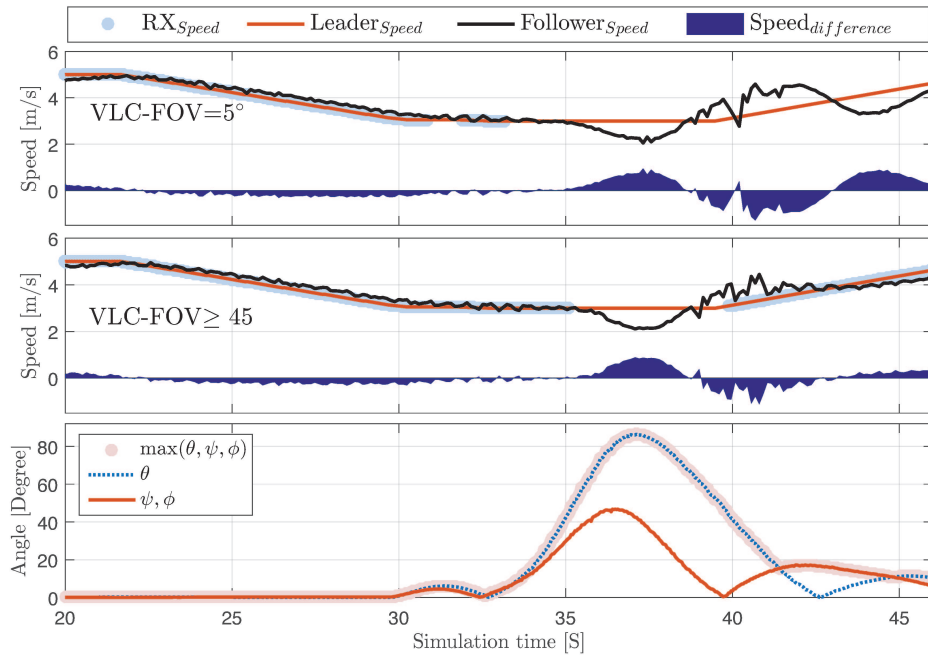 RX_Speed Leader_Speed Follower_Speed Speed_difference
6
4
2
0
Speed [m/s]
VLC-FOV=5°
6
4
2
0
Speed [m/s]
VLC-FOV≥ 45
80
60
40
20
0
Angle [Degree]
max(θ, ψ, ϕ)
θ
ψ, ϕ
20 25 30 35 40 45
Simulation time [S]